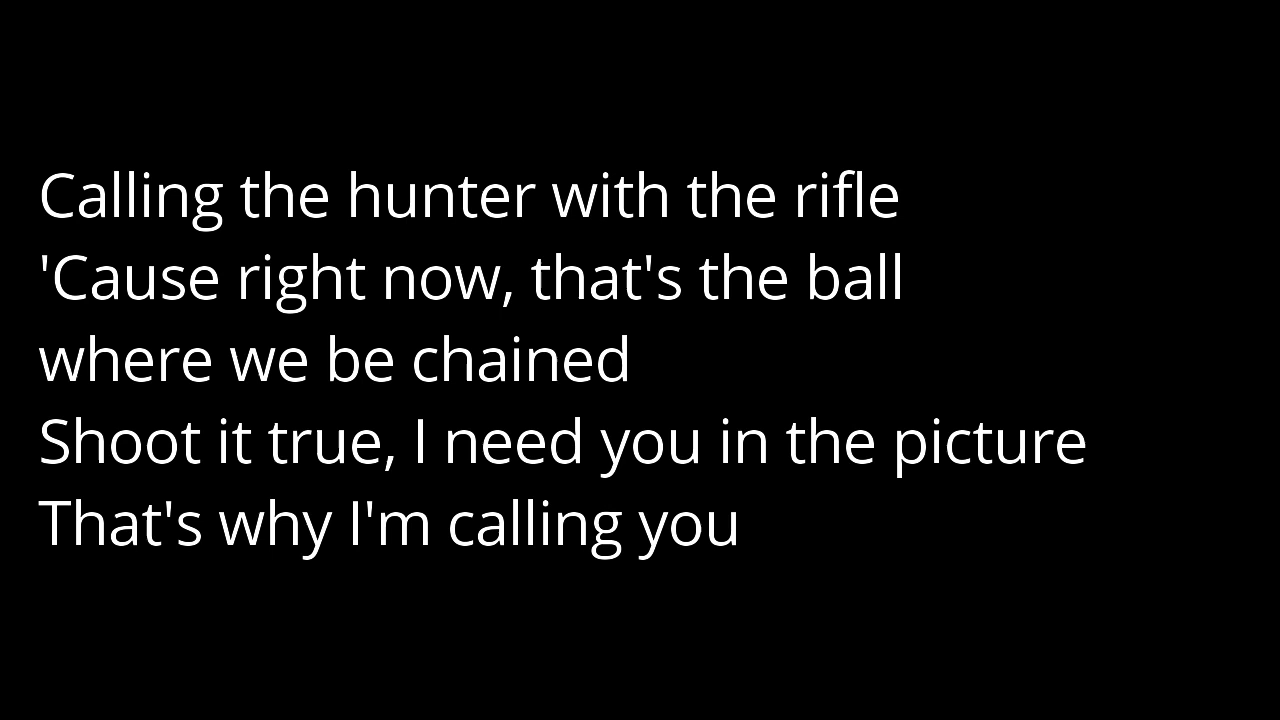 Calling the hunter with the rifle
'Cause right now, that's the ball
where we be chained
Shoot it true, I need you in the picture
That's why I'm calling you